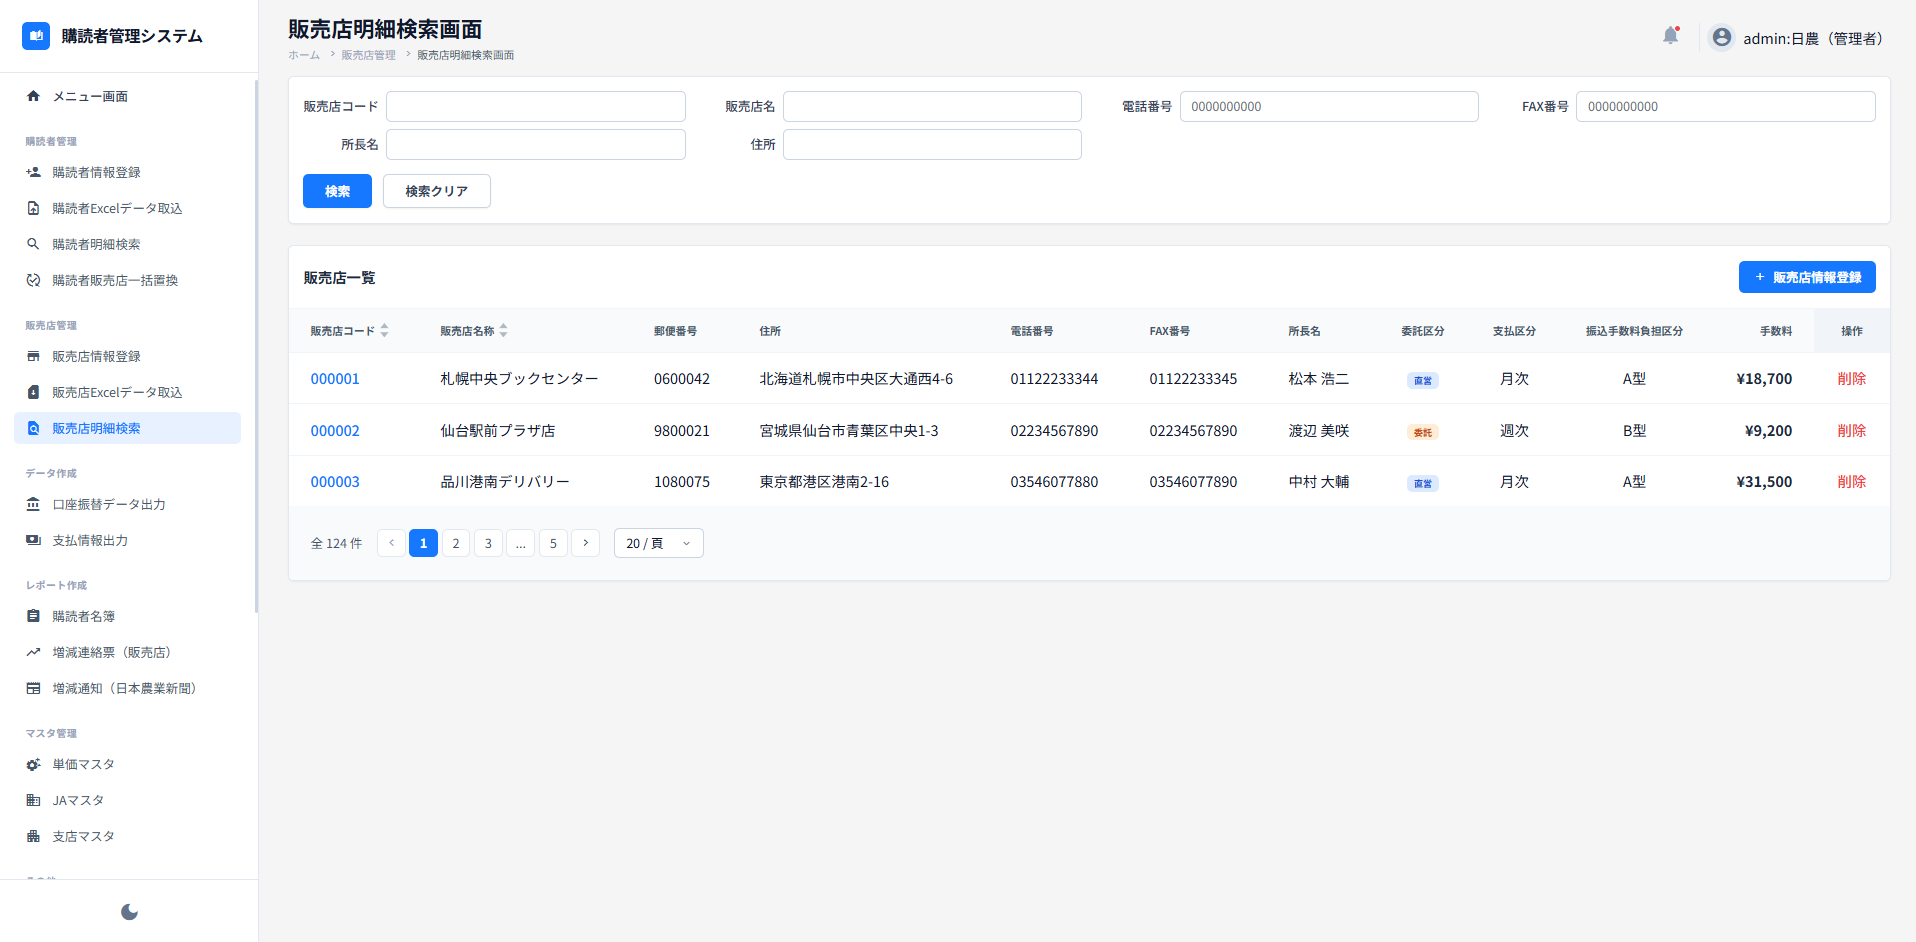 購読者管理システム
メニュー画面
購読者管理
購読者情報登録
購読者Excelデータ取込
購読者明細検索
購読者販売店一括置換
販売店管理
販売店情報登録
販売店Excelデータ取込
販売店明細検索
データ作成
口座振替データ出力
支払情報出力
レポート作成
購読者名簿
増減連絡票（販売店）
増減通知（日本農業新聞）
マスタ管理
単価マスタ
JAマスタ
支店マスタ
販売店明細検索画面
ホーム > 販売店管理 > 販売店明細検索画面
admin:日農（管理者）
販売店コード 販売店名 電話番号 0000000000 FAX番号 0000000000
所長名 住所
検索 検索クリア
販売店一覧
+ 販売店情報登録
販売店コード 販売店名称 郵便番号 住所 電話番号 FAX番号 所長名 委託区分 支払区分 振込手数料負担区分 手数料 操作
000001 札幌中央ブックセンター 0600042 北海道札幌市中央区大通西4-6 01122233344 01122233345 松本 浩二 直営 月次 A型 ¥18,700 削除
000002 仙台駅前プラザ店 9800021 宮城県仙台市青葉区中央1-3 02234567890 02234567890 渡辺 美咲 委託 週次 B型 ¥9,200 削除
000003 品川港南デリバリー 1080075 東京都港区港南2-16 03546077880 03546077890 中村 大輔 直営 月次 A型 ¥31,500 削除
全 124 件 < 1 2 3 ... 5 > 20 / 頁